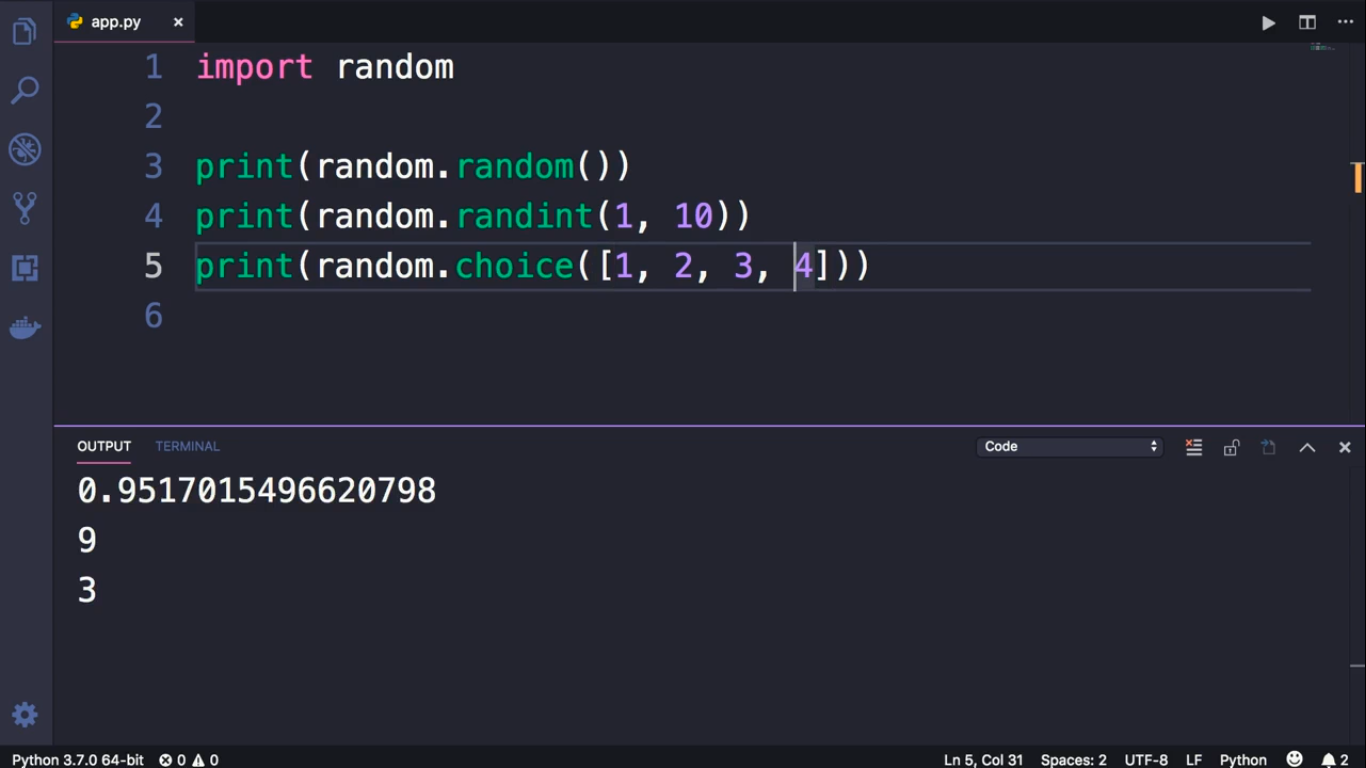 app.py
1 import random
2
3 print(random.random())
4 print(random.randint(1, 10))
5 print(random.choice([1, 2, 3, 4]))
6
OUTPUT TERMINAL Code
0.9517015496620798
9
3
Python 3.7.0 64-bit 0 0 Ln 5, Col 31 Spaces: 2 UTF-8 LF Python 2